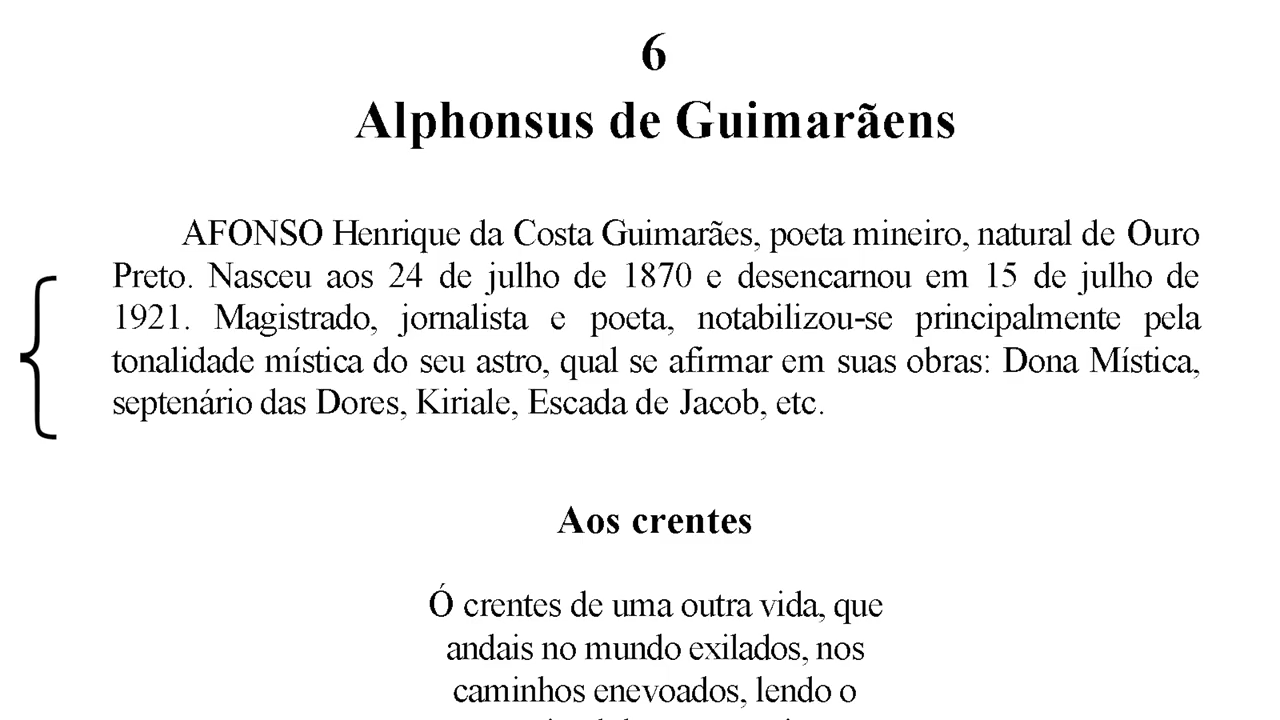 6
Alphonsus de Guimarãens
AFONSO Henrique da Costa Guimarães, poeta mineiro, natural de Ouro
Preto. Nasceu aos 24 de julho de 1870 e desencarnou em 15 de julho de
1921. Magistrado, jornalista e poeta, notabilizou-se principalmente pela
tonalidade mística do seu astro, qual se afirmar em suas obras: Dona Mística,
septenário das Dores, Kiriale, Escada de Jacob, etc.
Aos crentes
Ó crentes de uma outra vida, que
andais no mundo exilados, nos
caminhos enevoados, lendo o